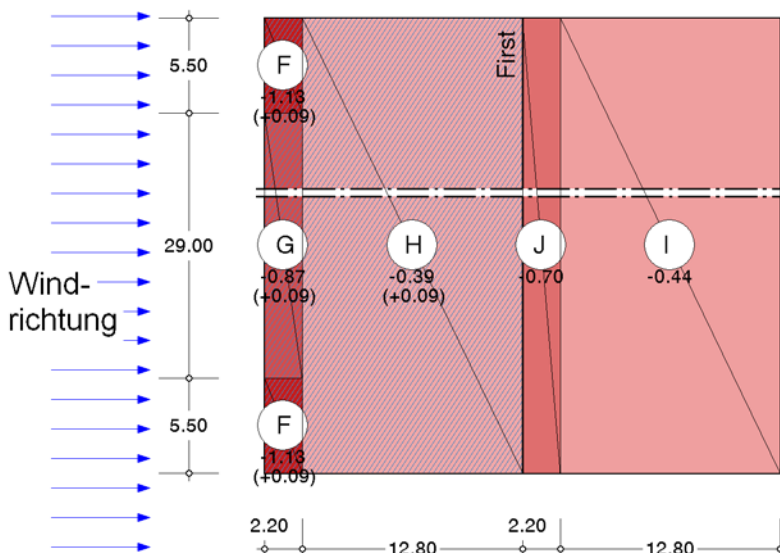 5.50
F
-1.13
(+0.09)
First
29.00
G
-0.87
(+0.09)
H
-0.39
(+0.09)
J
-0.70
I
-0.44
Wind-
richtung
5.50
F
-1.13
(+0.09)
2.20
12.80
2.20
12.80